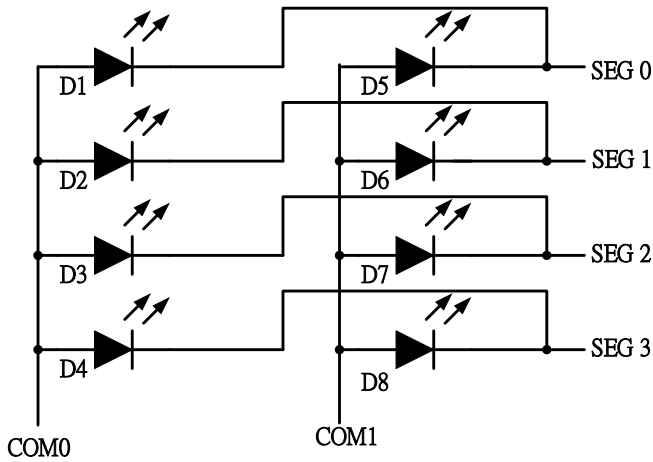 D1
D5
SEG 0
D2
D6
SEG 1
D3
D7
SEG 2
D4
D8
SEG 3
COM0
COM1